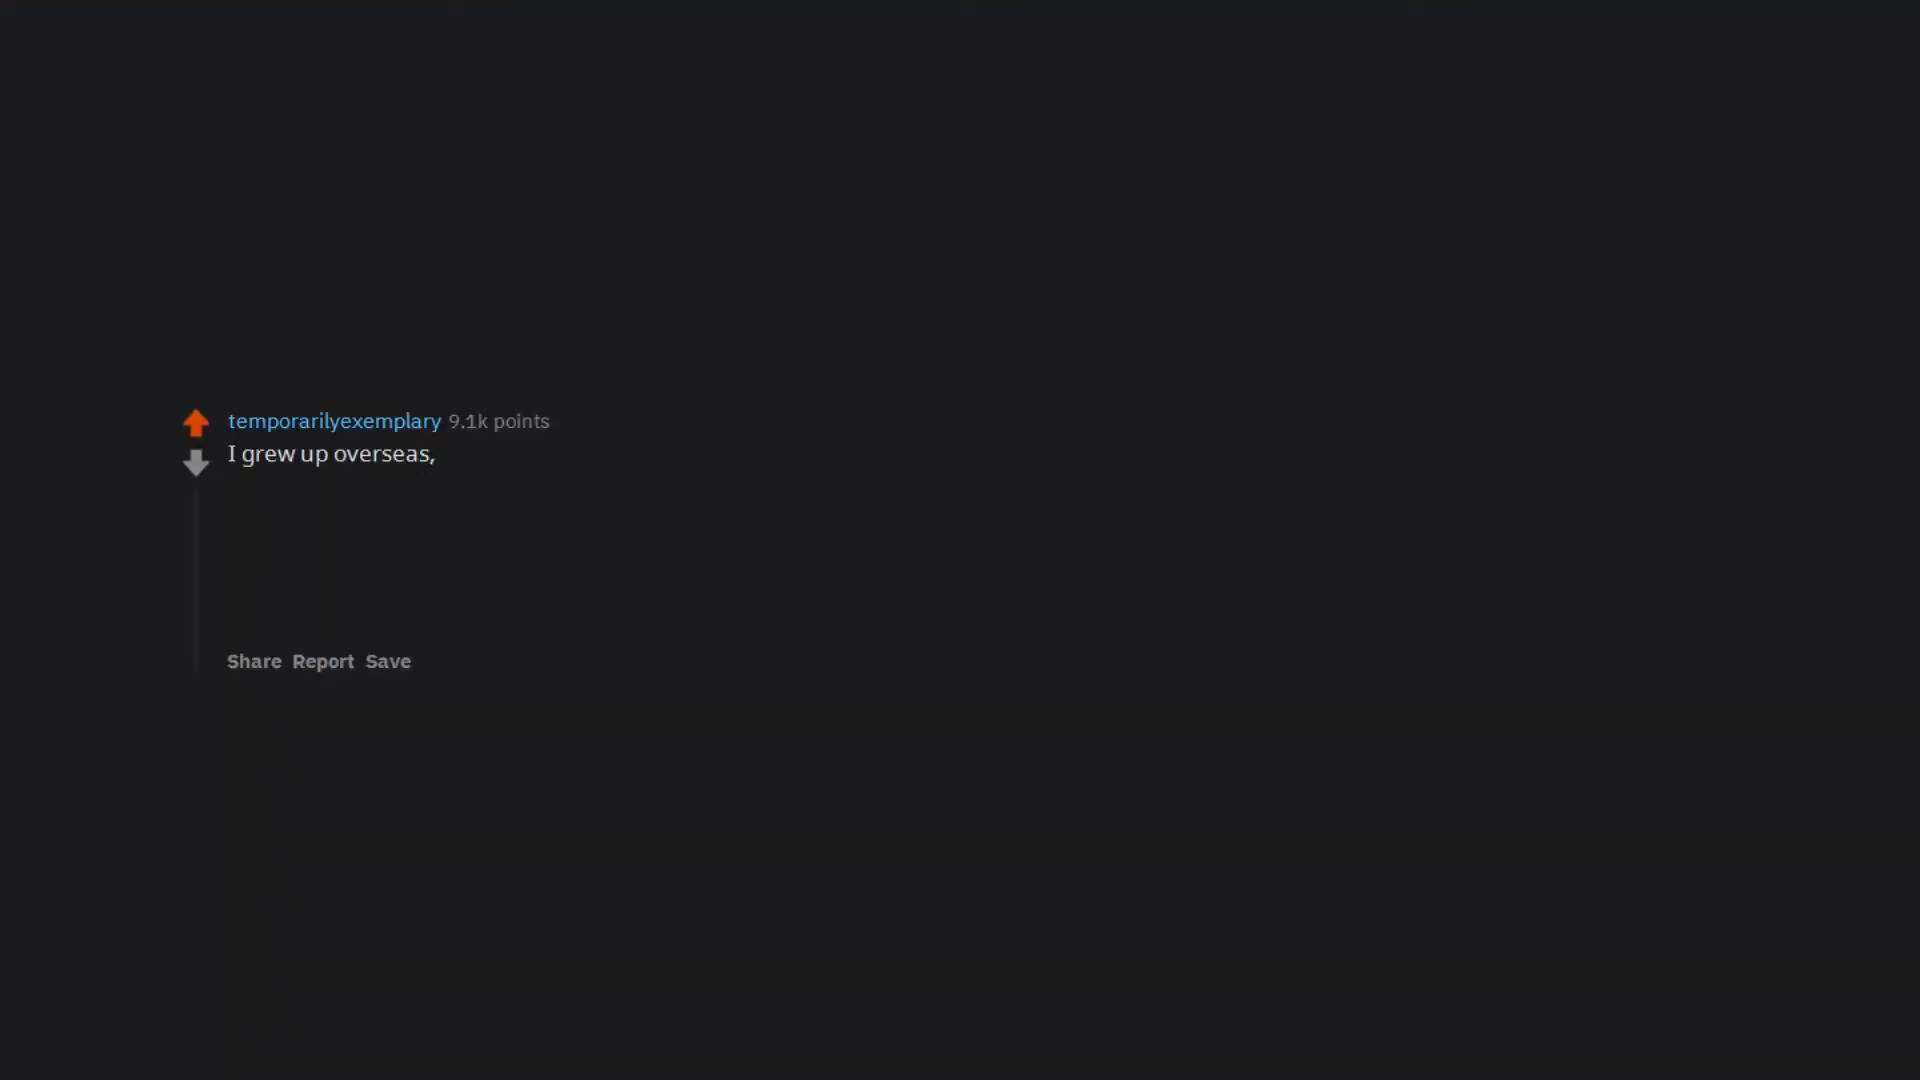 temporarilyexemplary 9.1k points
I grew up overseas,
Share Report Save